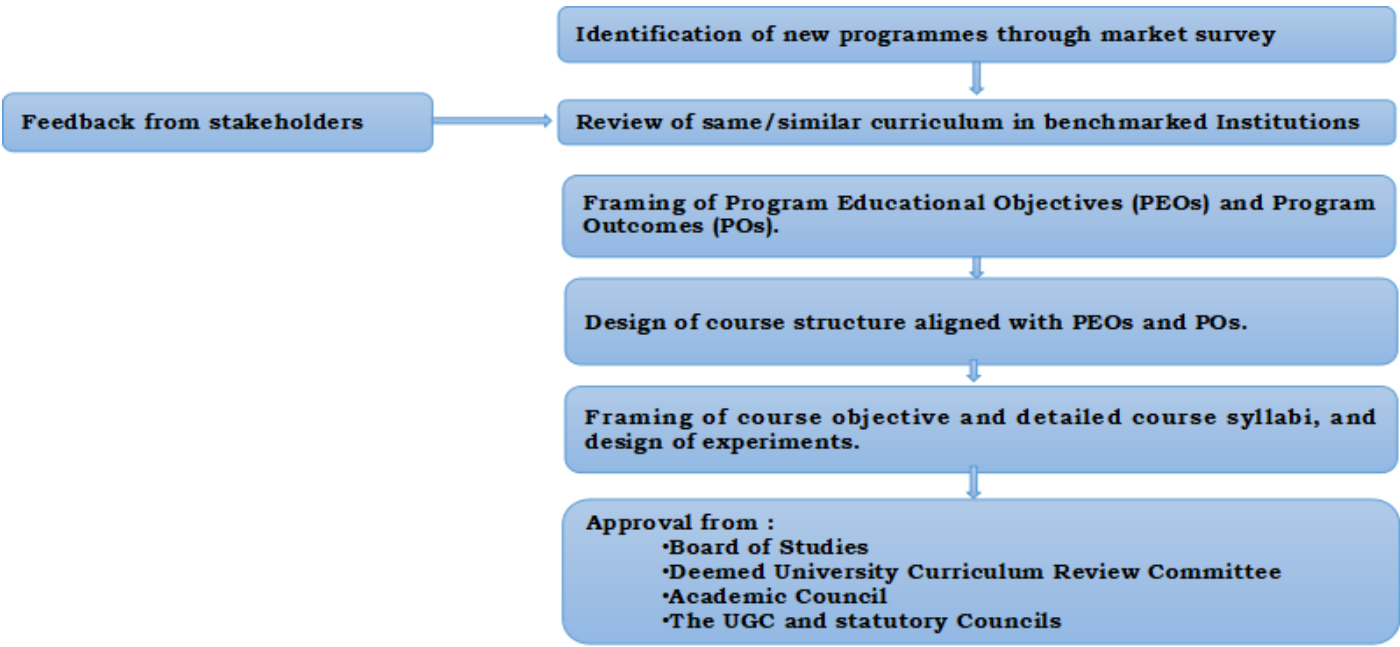 Identification of new programmes through market survey
Feedback from stakeholders
Review of same/similar curriculum in benchmarked Institutions
Framing of Program Educational Objectives (PEOs) and Program
Outcomes (POs).
Design of course structure aligned with PEOs and POs.
Framing of course objective and detailed course syllabi, and
design of experiments.
Approval from :
•Board of Studies
•Deemed University Curriculum Review Committee
•Academic Council
•The UGC and statutory Councils